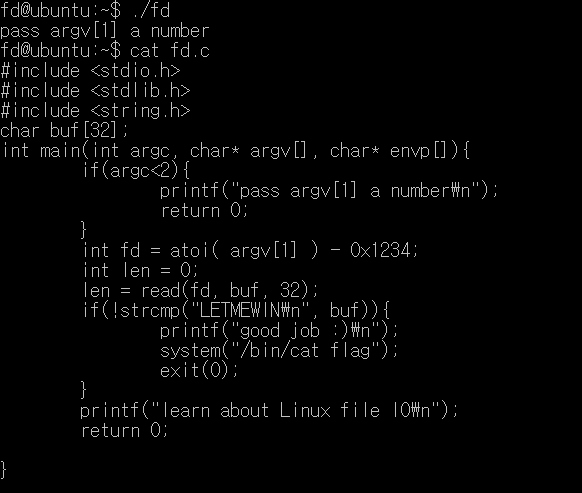 fd@ubuntu:~$ ./fd
pass argv[1] a number
fd@ubuntu:~$ cat fd.c
#include <stdio.h>
#include <stdlib.h>
#include <string.h>
char buf[32];
int main(int argc, char* argv[], char* envp[]){
        if(argc<2){
                printf("pass argv[1] a number₩n");
                return 0;
        }
        int fd = atoi( argv[1] ) - 0x1234;
        int len = 0;
        len = read(fd, buf, 32);
        if(!strcmp("LETMEWIN₩n", buf)){
                printf("good job :)₩n");
                system("/bin/cat flag");
                exit(0);
        }
        printf("learn about Linux file IO₩n");
        return 0;

}